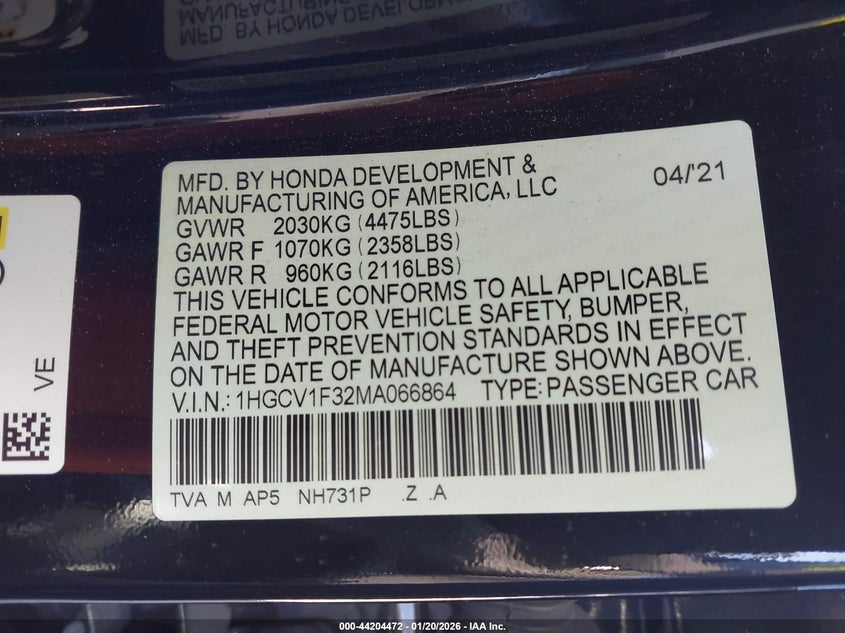 MFD. BY HONDA DEVELOPMENT &
MANUFACTURING OF AMERICA, LLC
04/'21
GVWR 2030KG (4475LBS)
GAWR F 1070KG (2358LBS)
GAWR R 960KG (2116LBS)
THIS VEHICLE CONFORMS TO ALL APPLICABLE
FEDERAL MOTOR VEHICLE SAFETY, BUMPER,
AND THEFT PREVENTION STANDARDS IN EFFECT
ON THE DATE OF MANUFACTURE SHOWN ABOVE.
V.I.N.: 1HGCV1F32MA066864 TYPE: PASSENGER CAR
TVA M AP5 NH731P .Z .A
VE
000-44204472 — 01/20/2026 — IAA Inc.